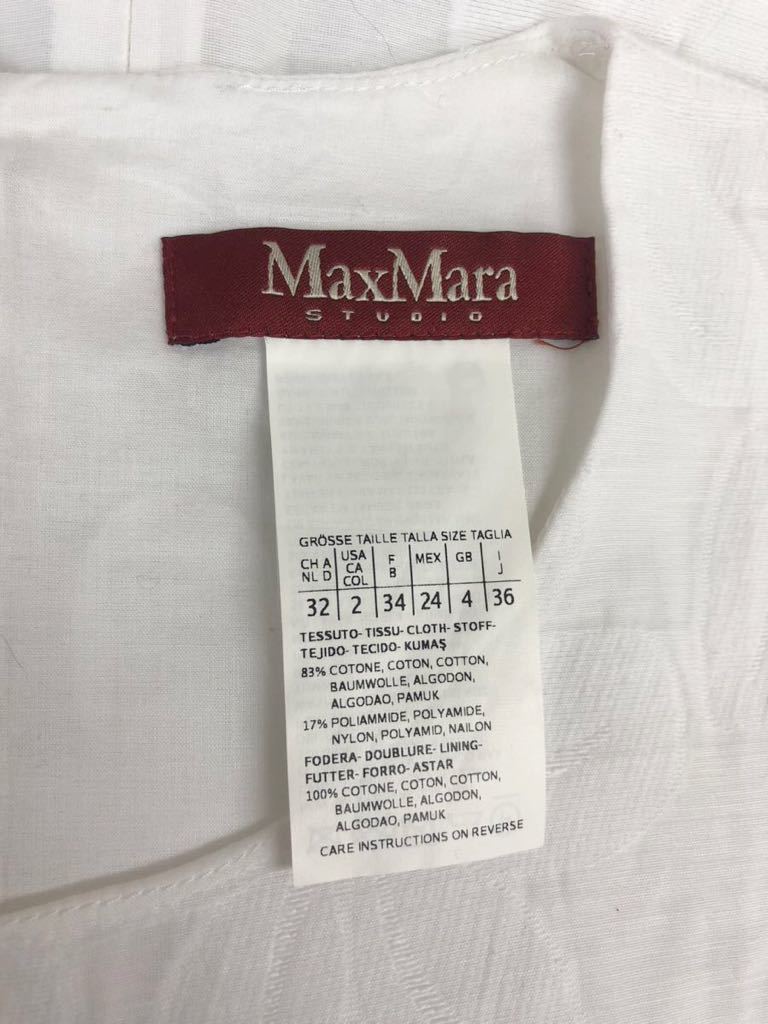 MaxMara
STUDIO
GRÖSSE TAILLE TALLA SIZE TAGLIA
CH A NL D USA CA COL F B MEX GB I J
32 2 34 24 4 36
TESSUTO- TISSU- CLOTH- STOFF-
TEJIDO- TECIDO- KUMAŞ
83% COTONE, COTON, COTTON,
BAUMWOLLE, ALGODON,
ALGODAO, PAMUK
17% POLIAMMIDE, POLYAMIDE,
NYLON, POLYAMID, NAILON
FODERA- DOUBLURE- LINING-
FUTTER- FORRO- ASTAR
100% COTONE, COTON, COTTON,
BAUMWOLLE, ALGODON,
ALGODAO, PAMUK
CARE INSTRUCTIONS ON REVERSE